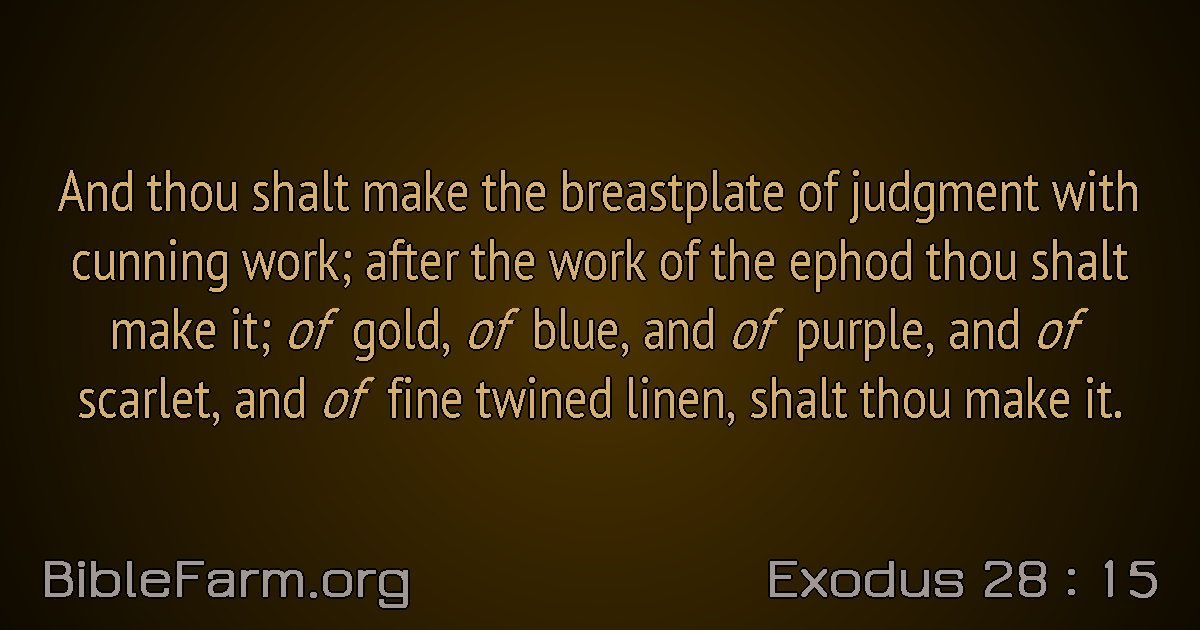 And thou shalt make the breastplate of judgment with
cunning work; after the work of the ephod thou shalt
make it; of gold, of blue, and of purple, and of
scarlet, and of fine twined linen, shalt thou make it.
BibleFarm.org
Exodus 28 : 15